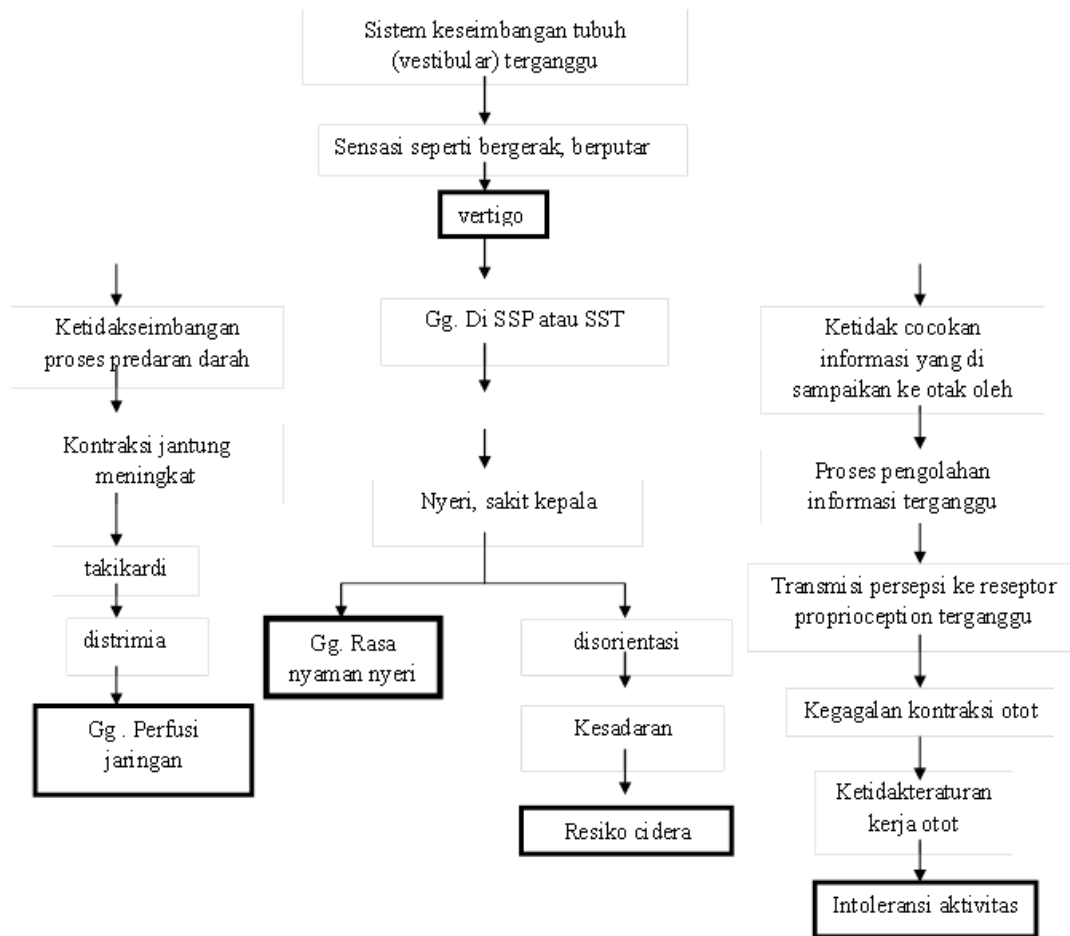 Sistem keseimbangan tubuh
(vestibular) terganggu
Sensasi seperti bergerak, berputar
vertigo
Ketidakseimbangan
proses predaran darah
Kontraksi jantung
meningkat
takikardi
distrimia
Gg . Perfusi
jaringan
Gg. Di SSP atau SST
Nyeri, sakit kepala
Gg. Rasa
nyaman nyeri
disorientasi
Kesadaran
Resiko cidera
Ketidak cocokan
informasi yang di
sampaikan ke otak oleh
Proses pengolahan
informasi terganggu
Transmisi persepsi ke reseptor
proprioception terganggu
Kegagalan kontraksi otot
Ketidakteraturan
kerja otot
Intoleransi aktivitas